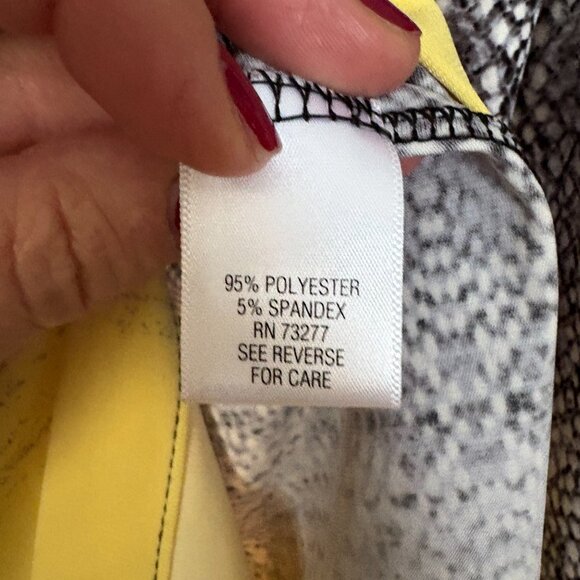 95% POLYESTER
5% SPANDEX
RN 73277
SEE REVERSE
FOR CARE